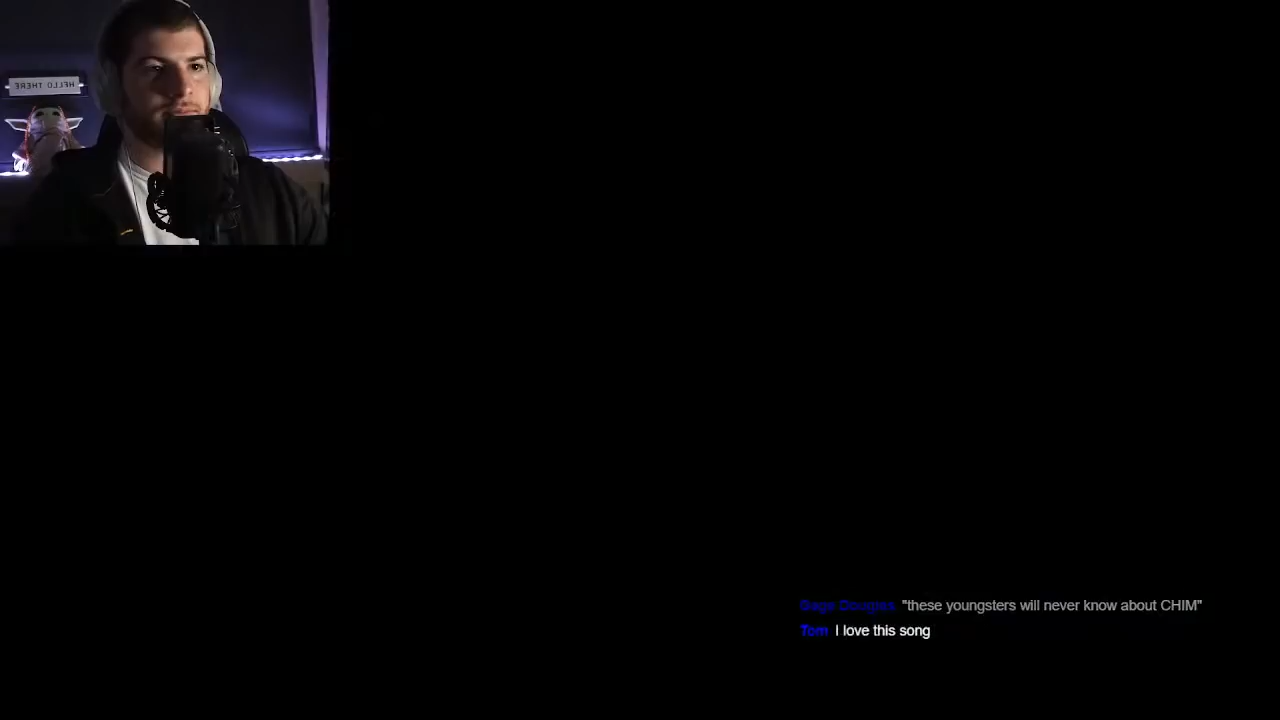 HELLO THERE
Gage Douglas "these youngsters will never know about CHIM"
Tom I love this song